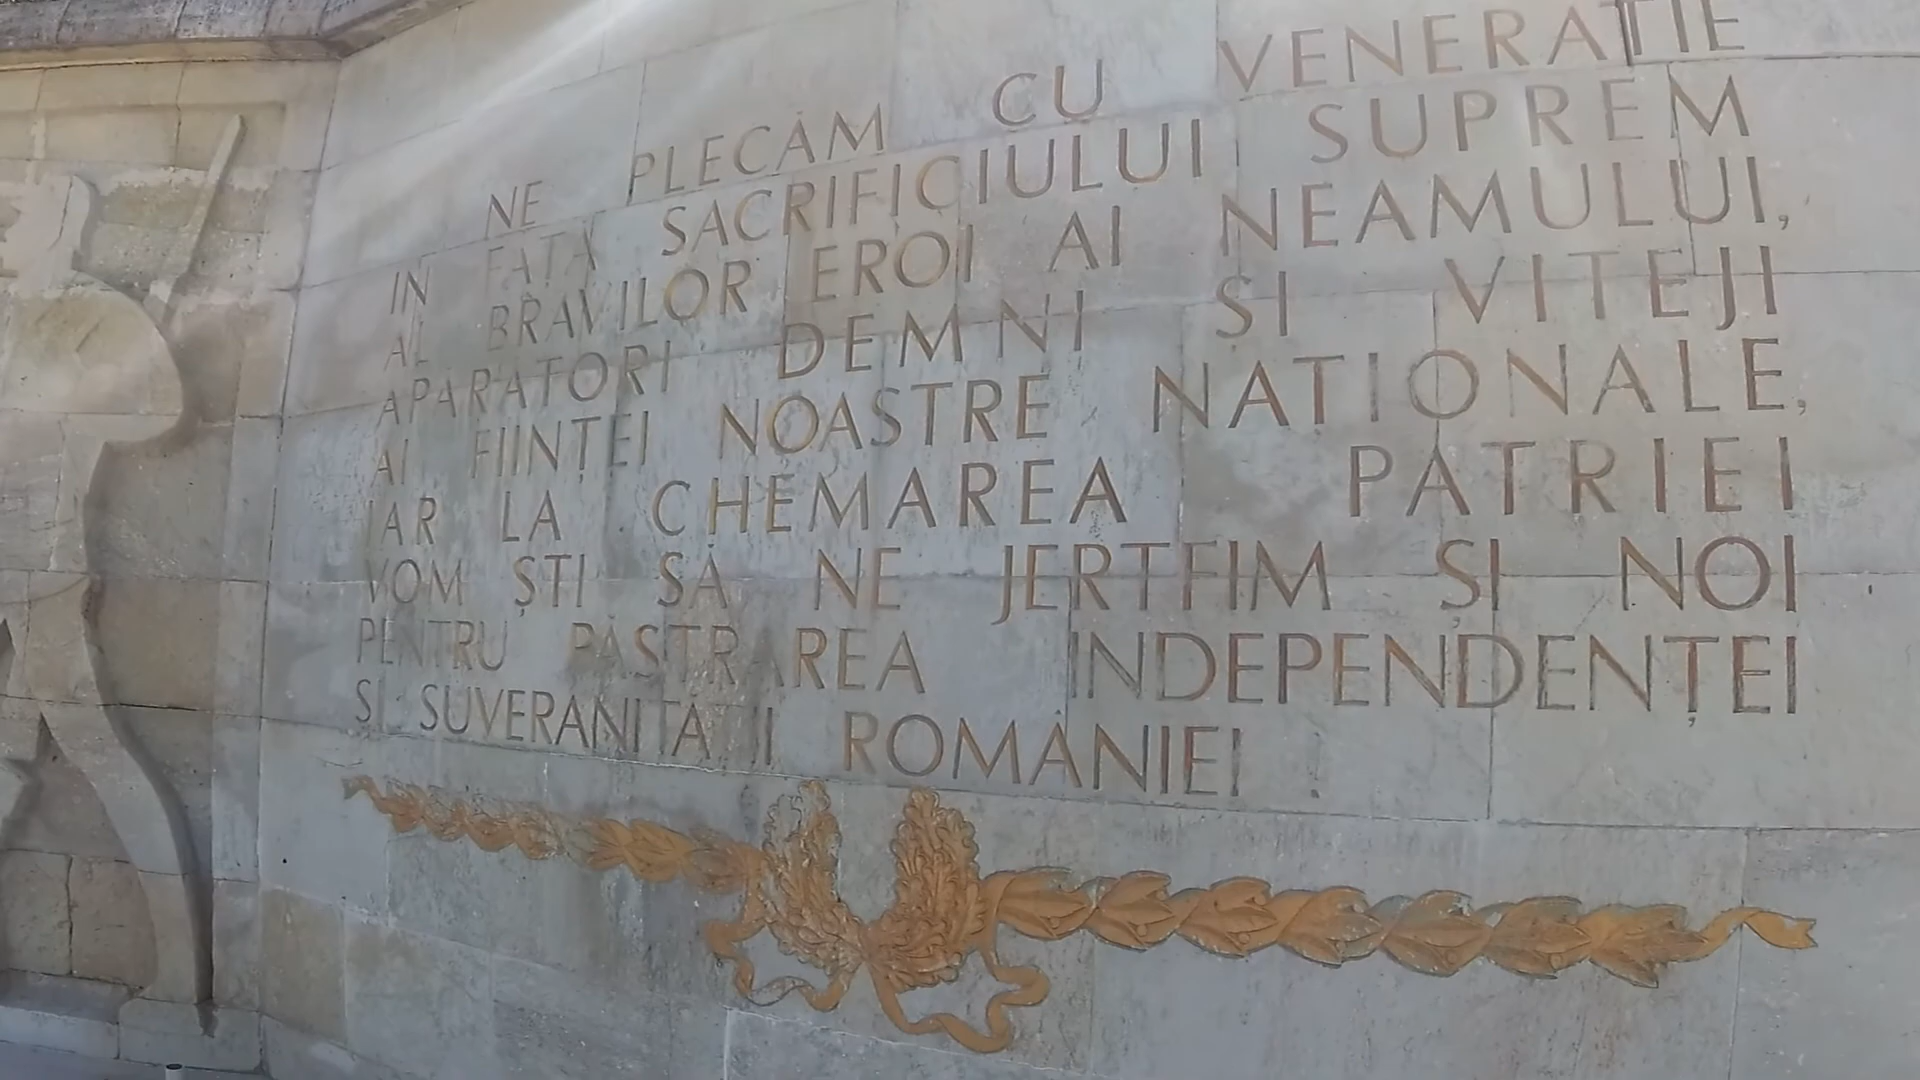 NE PLECĂM CU VENERAȚIE
ÎN FAȚA SACRIFICIULUI SUPREM
AL BRAVILOR EROI AI NEAMULUI,
APĂRĂTORI DEMNI ȘI VITEJI
AI FIINȚEI NOASTRE NAȚIONALE,
IAR LA CHEMAREA PATRIEI
VOM ȘTI SĂ NE JERTFIM ȘI NOI
PENTRU PĂSTRAREA INDEPENDENȚEI
ȘI SUVERANITĂȚII ROMÂNIEI !